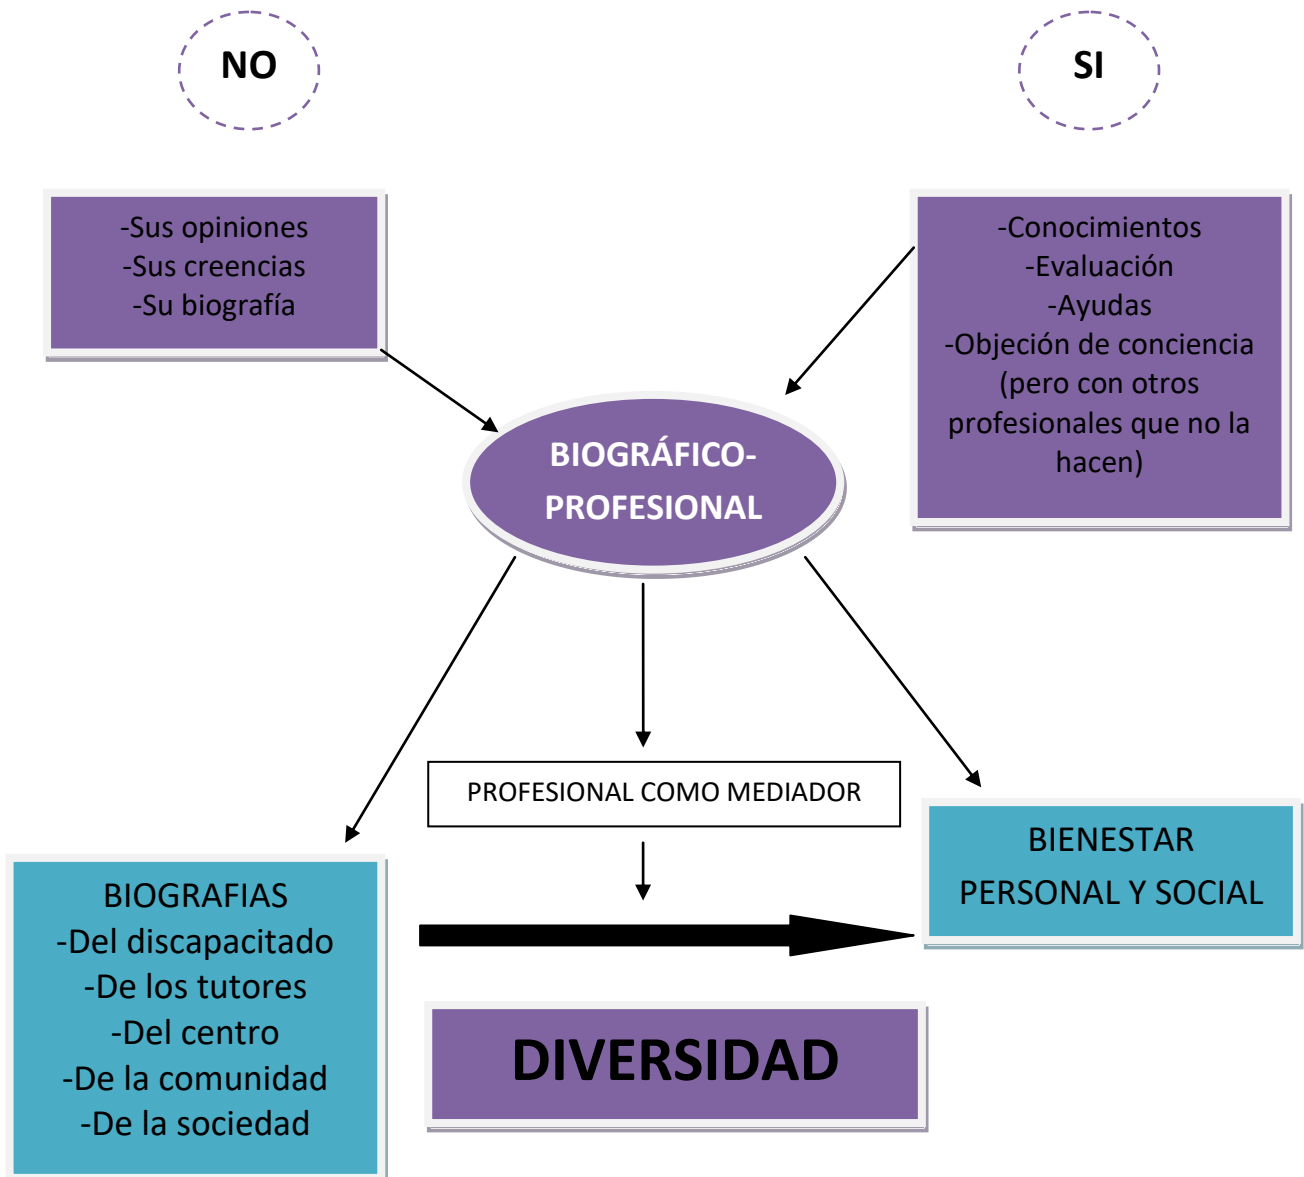 NO
SI
-Sus opiniones
-Sus creencias
-Su biografía
-Conocimientos
-Evaluación
-Ayudas
-Objeción de conciencia
(pero con otros
profesionales que no la
hacen)
BIOGRÁFICO-
PROFESIONAL
PROFESIONAL COMO MEDIADOR
BIENESTAR
PERSONAL Y SOCIAL
BIOGRAFIAS
-Del discapacitado
-De los tutores
-Del centro
-De la comunidad
-De la sociedad
DIVERSIDAD